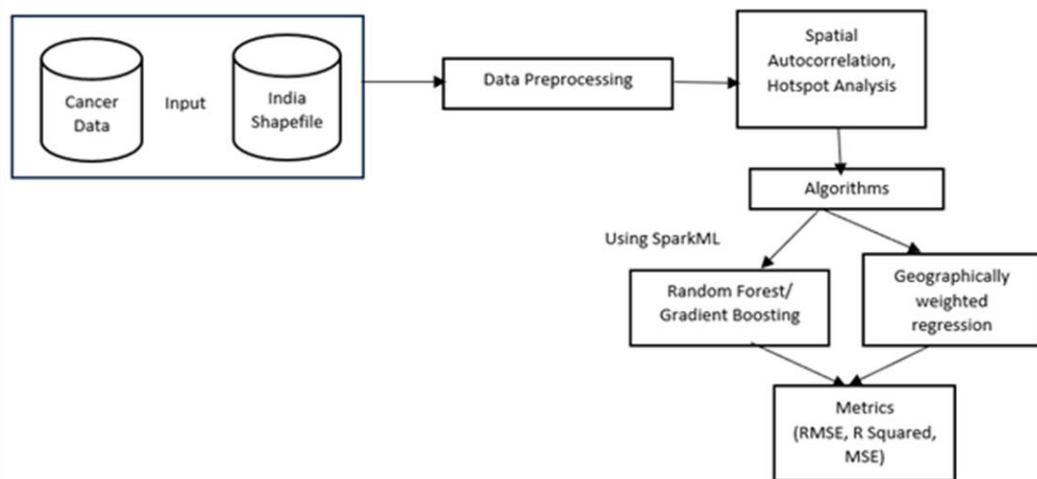 Cancer
Data
Input
India
Shapefile
Data Preprocessing
Spatial
Autocorrelation,
Hotspot Analysis
Algorithms
Using SparkML
Random Forest/
Gradient Boosting
Geographically
weighted
regression
Metrics
(RMSE, R Squared,
MSE)